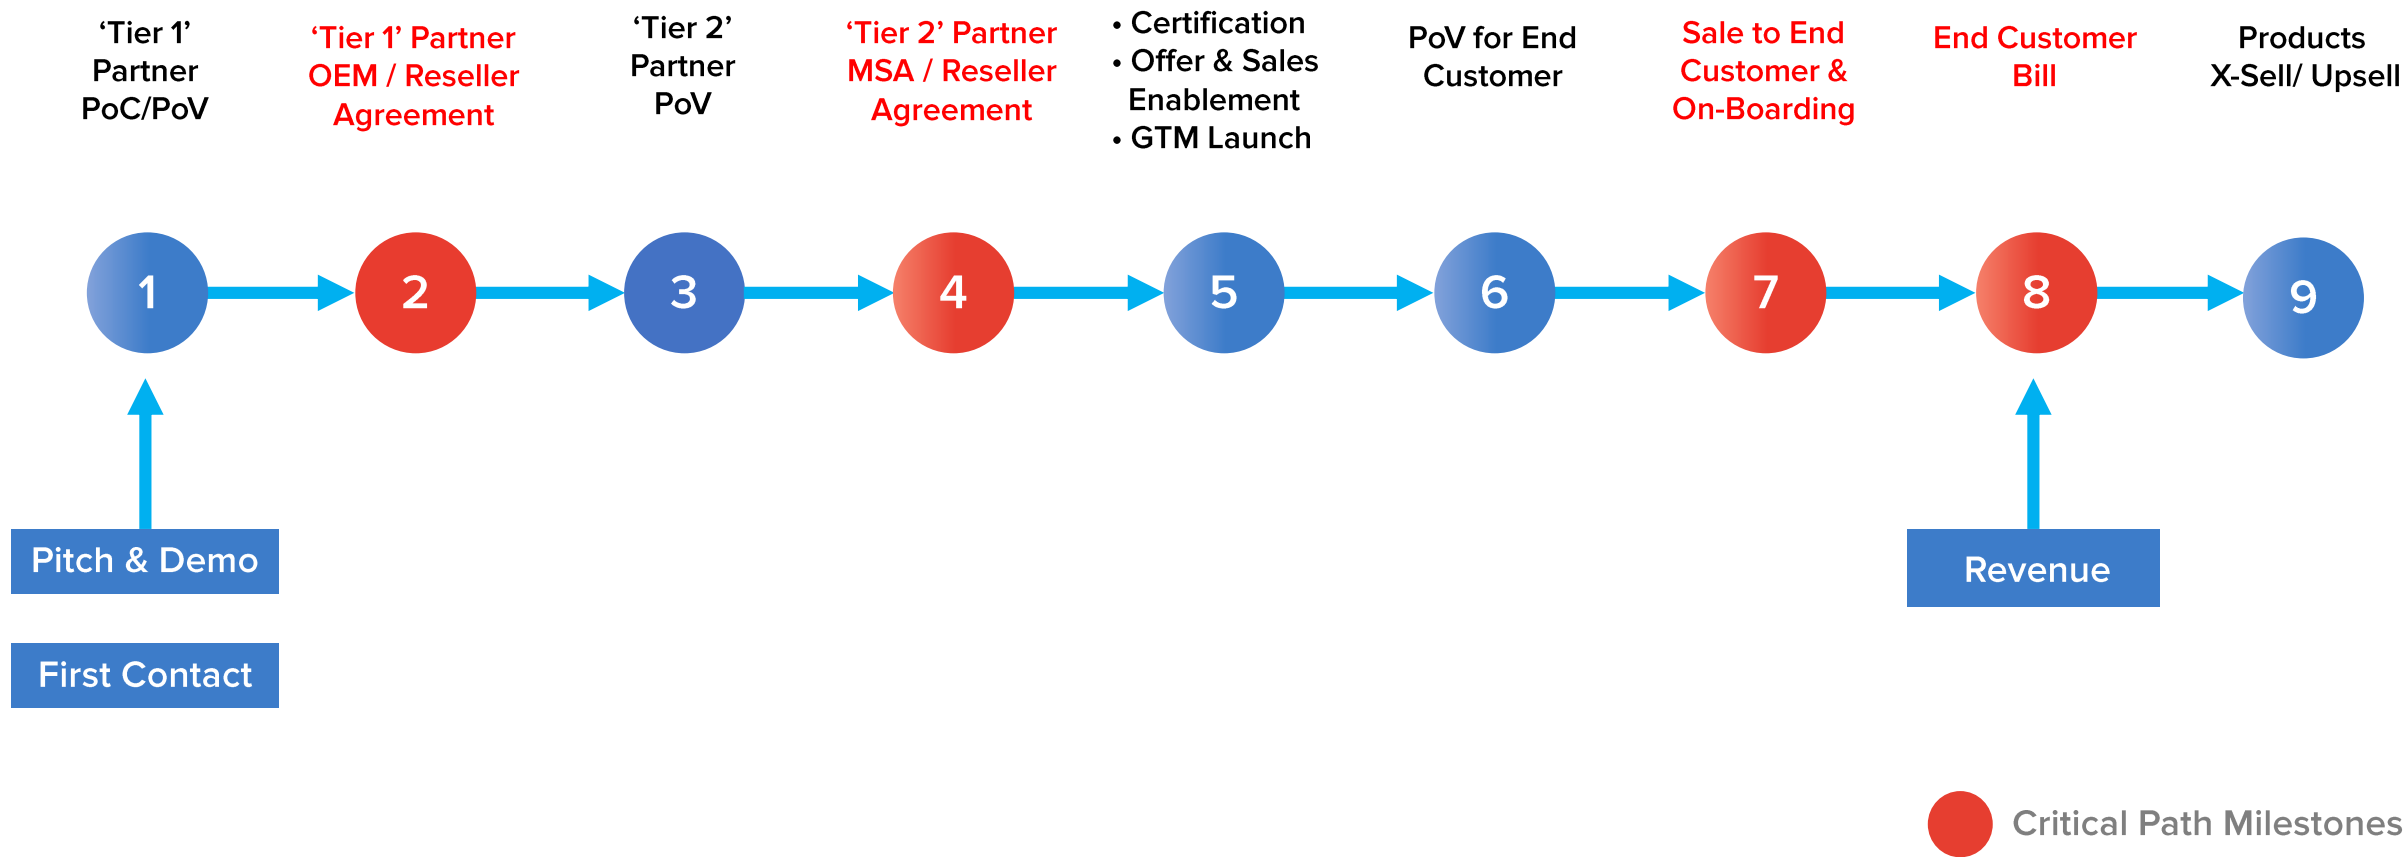 ‘Tier 1’
Partner
PoC/PoV
‘Tier 1’ Partner
OEM / Reseller
Agreement
‘Tier 2’
Partner
PoV
‘Tier 2’ Partner
MSA / Reseller
Agreement
• Certification
• Offer & Sales
Enablement
• GTM Launch
PoV for End
Customer
Sale to End
Customer &
On-Boarding
End Customer
Bill
Products
X-Sell/ Upsell
1
2
3
4
5
6
7
8
9
Pitch & Demo
First Contact
Revenue
Critical Path Milestones